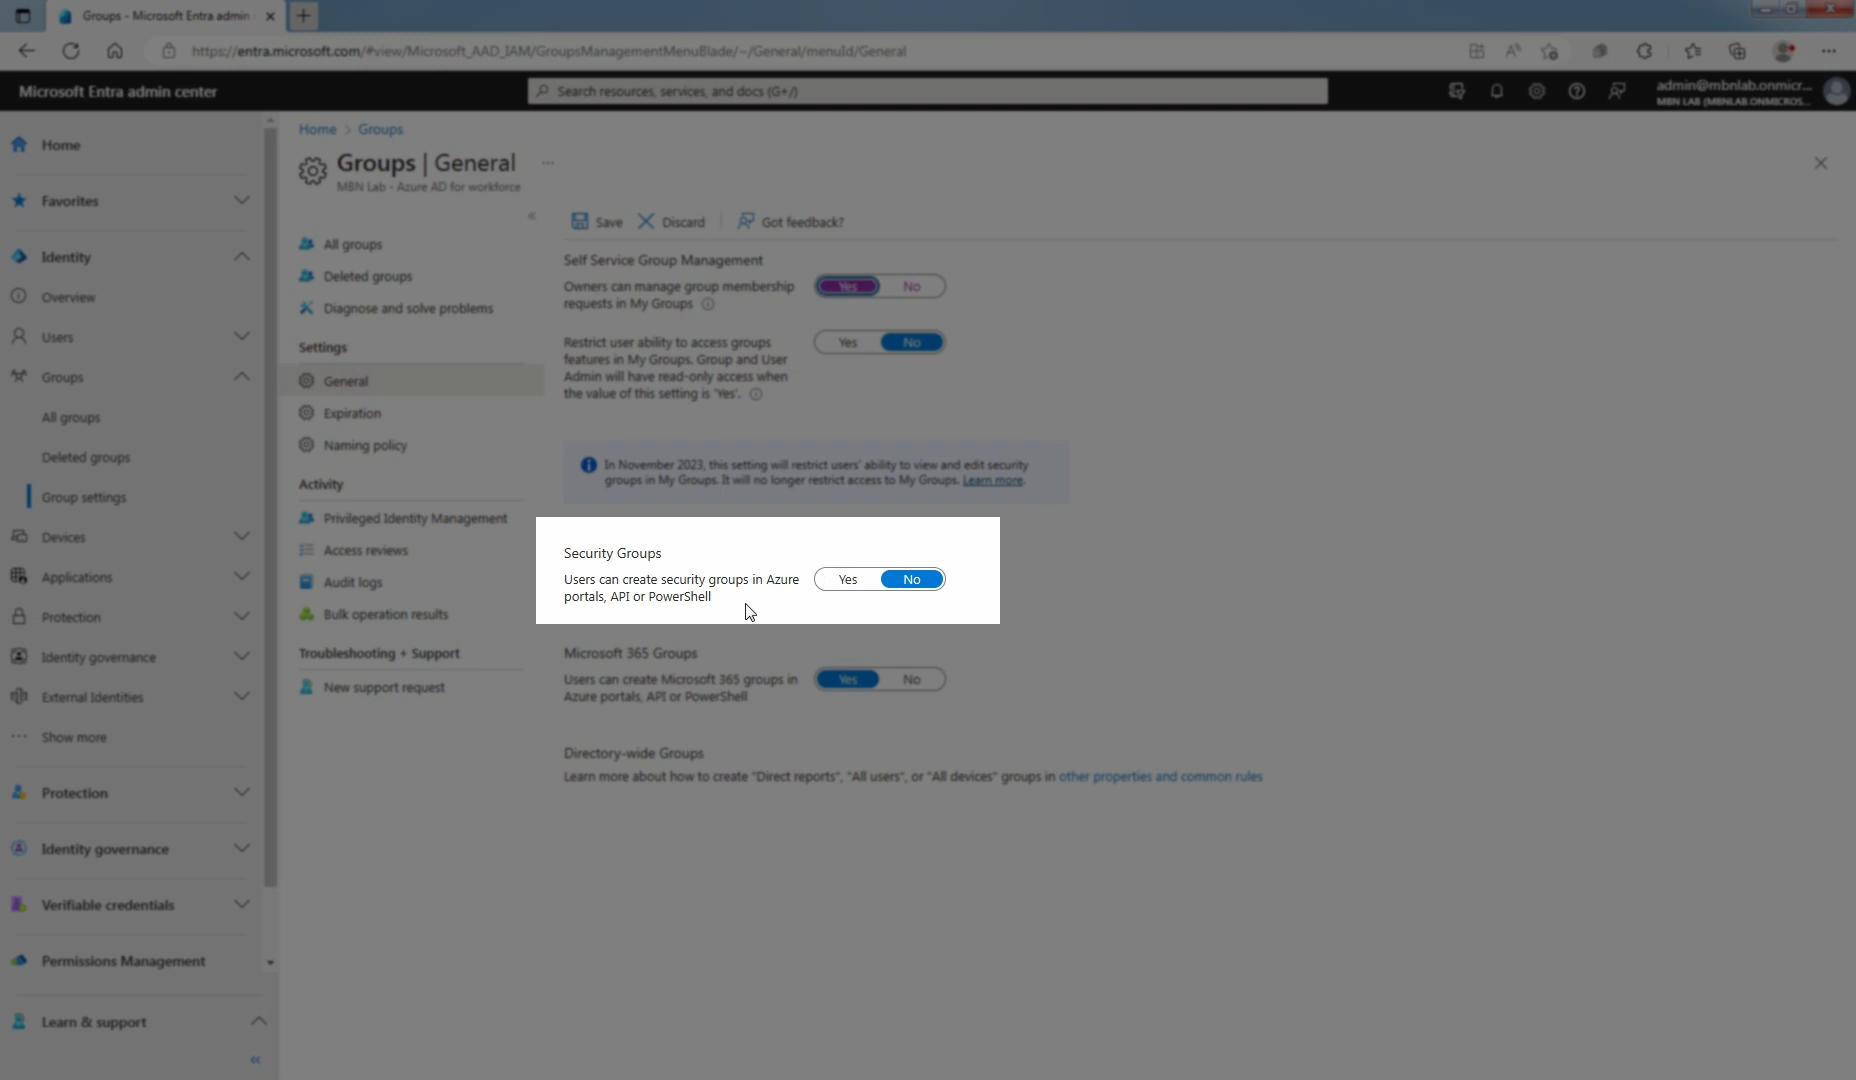 Groups - Microsoft Entra admin
https://entra.microsoft.com/#view/Microsoft_AAD_IAM/GroupsManagementMenuBlade/~/General/menuId/General
Microsoft Entra admin center
Search resources, services, and docs (G+/)
admin@mbnlab.onmicr...
MBN LAB (MBNLAB.ONMICROS...
Home
Favorites
Identity
Overview
Users
Groups
All groups
Deleted groups
Group settings
Devices
Applications
Protection
Identity governance
External Identities
Show more
Protection
Identity governance
Verifiable credentials
Permissions Management
Learn & support
Home > Groups
Groups | General
MBN Lab - Azure AD for workforce
All groups
Deleted groups
Diagnose and solve problems
Settings
General
Expiration
Naming policy
Activity
Privileged Identity Management
Access reviews
Audit logs
Bulk operation results
Troubleshooting + Support
New support request
Save Discard Got feedback?
Self Service Group Management
Owners can manage group membership
requests in My Groups
Yes No
Restrict user ability to access groups
features in My Groups. Group and User
Admin will have read-only access when
the value of this setting is 'Yes'.
Yes No
In November 2023, this setting will restrict users' ability to view and edit security
groups in My Groups. It will no longer restrict access to My Groups. Learn more.
Security Groups
Users can create security groups in Azure
portals, API or PowerShell
Yes No
Microsoft 365 Groups
Users can create Microsoft 365 groups in
Azure portals, API or PowerShell
Yes No
Directory-wide Groups
Learn more about how to create "Direct reports", "All users", or "All devices" groups in other properties and common rules